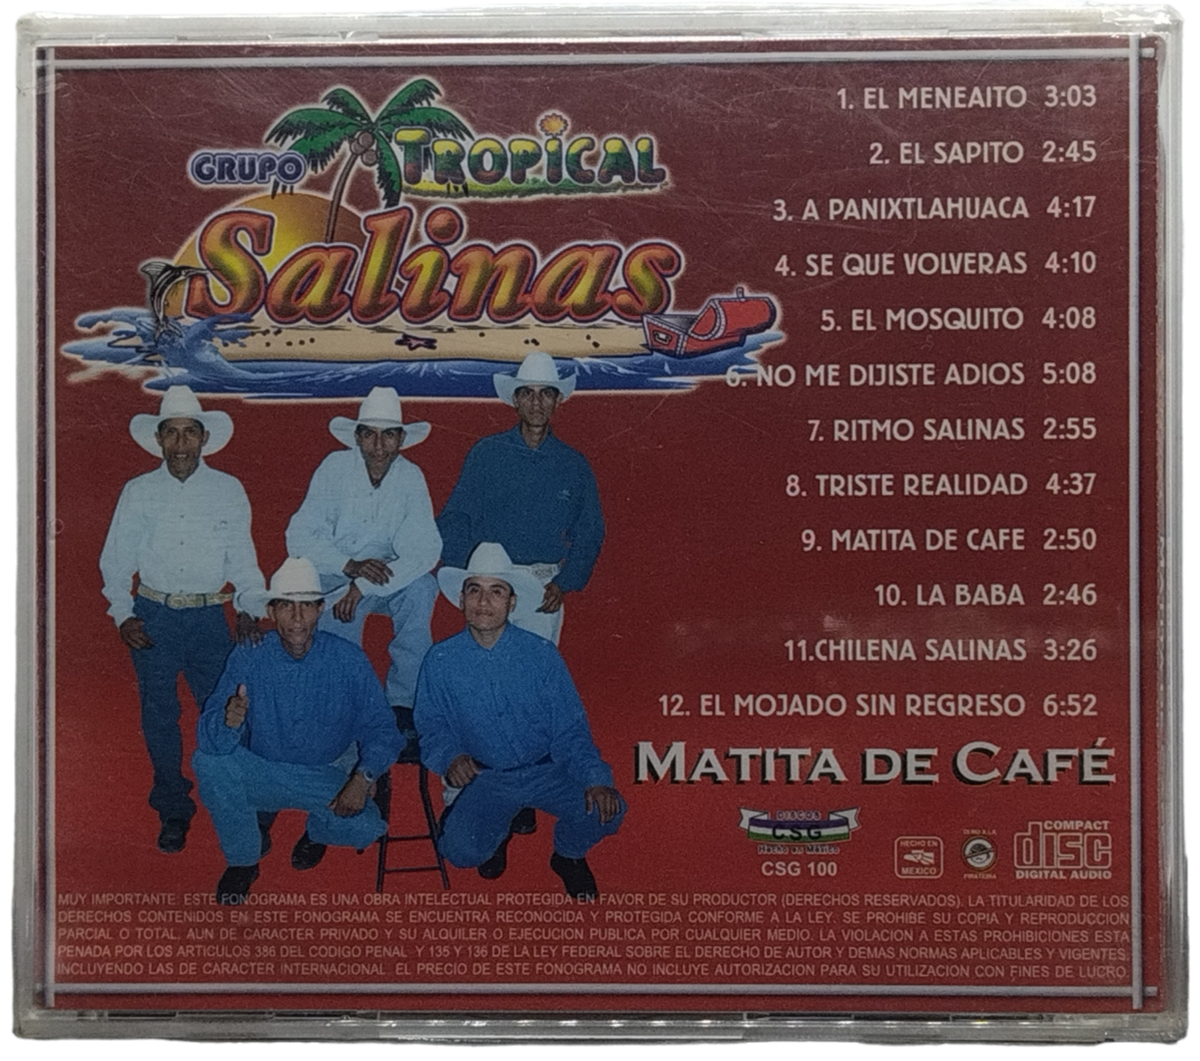 GRUPO TROPICAL
Salinas
1. EL MENEAITO 3:03
2. EL SAPITO 2:45
3. A PANIXTLAHUACA 4:17
4. SE QUE VOLVERAS 4:10
5. EL MOSQUITO 4:08
6. NO ME DIJISTE ADIOS 5:08
7. RITMO SALINAS 2:55
8. TRISTE REALIDAD 4:37
9. MATITA DE CAFE 2:50
10. LA BABA 2:46
11.CHILENA SALINAS 3:26
12. EL MOJADO SIN REGRESO 6:52
MATITA DE CAFÉ
DISCOS
C.S.G
Hecho en México
CSG 100
HECHO EN
MEXICO
DI NO A LA
PIRATERIA
COMPACT
disc
DIGITAL AUDIO
MUY IMPORTANTE: ESTE FONOGRAMA ES UNA OBRA INTELECTUAL PROTEGIDA EN FAVOR DE SU PRODUCTOR (DERECHOS RESERVADOS). LA TITULARIDAD DE LOS
DERECHOS CONTENIDOS EN ESTE FONOGRAMA SE ENCUENTRA RECONOCIDA Y PROTEGIDA CONFORME A LA LEY. SE PROHIBE SU COPIA Y REPRODUCCION
PARCIAL O TOTAL, AUN DE CARACTER PRIVADO Y SU ALQUILER O EJECUCION PUBLICA POR CUALQUIER MEDIO. LA VIOLACION A ESTAS PROHIBICIONES ESTA
PENADA POR LOS ARTICULOS 386 DEL CODIGO PENAL Y 135 Y 136 DE LA LEY FEDERAL SOBRE EL DERECHO DE AUTOR Y DEMAS NORMAS APLICABLES Y VIGENTES,
INCLUYENDO LAS DE CARACTER INTERNACIONAL. EL PRECIO DE ESTE FONOGRAMA NO INCLUYE AUTORIZACION PARA SU UTILIZACION CON FINES DE LUCRO.